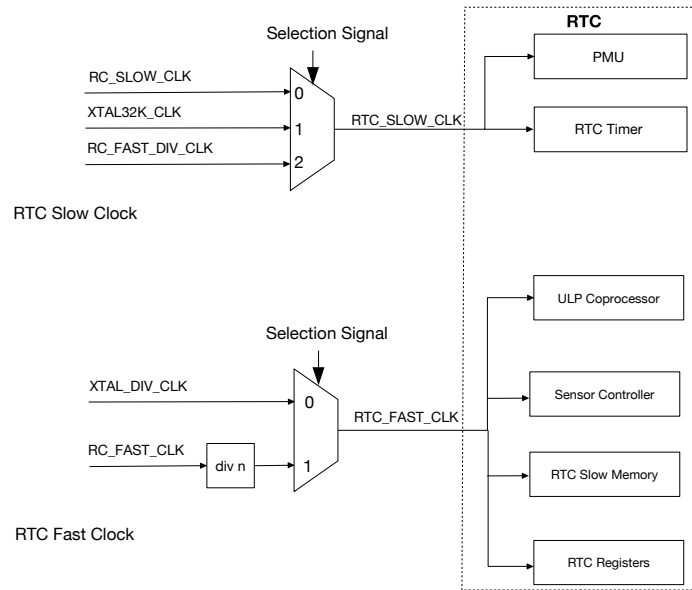 RTC
Selection Signal
PMU
RC_SLOW_CLK
0
XTAL32K_CLK
1
RTC_SLOW_CLK
RTC Timer
RC_FAST_DIV_CLK
2
RTC Slow Clock
ULP Coprocessor
Selection Signal
XTAL_DIV_CLK
0
Sensor Controller
RTC_FAST_CLK
RC_FAST_CLK
div n
1
RTC Slow Memory
RTC Fast Clock
RTC Registers